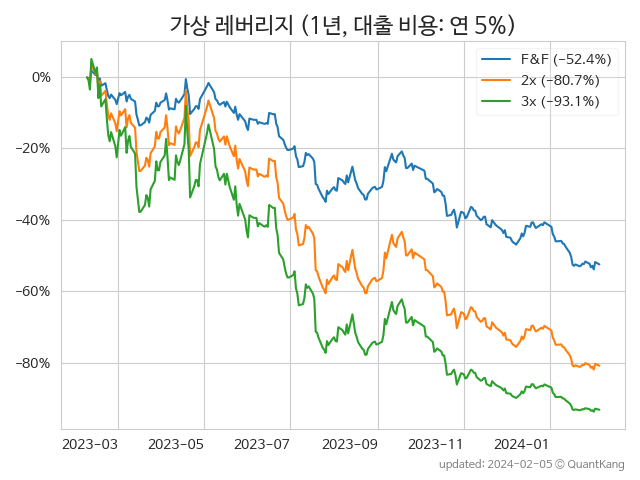 가상 레버리지 (1년, 대출 비용: 연 5%)
F&F (−52.4%)
2x (−80.7%)
3x (−93.1%)
0%
−20%
−40%
−60%
−80%
2023-03 2023-05 2023-07 2023-09 2023-11 2024-01
updated: 2024-02-05 © QuantKang